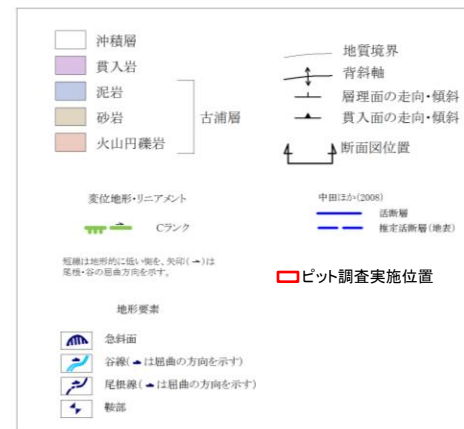 沖積層
貫入岩
泥岩
砂岩
火山円礫岩
古浦層
地質境界
背斜軸
層理面の走向・傾斜
貫入面の走向・傾斜
断面図位置
変位地形・リニアメント
Cランク
短線は地形的に低い側を、矢印(→)は
尾根・谷の屈曲方向を示す。
中田ほか(2008)
活断層
推定活断層(地表)
ピット調査実施位置
地形要素
急斜面
谷線(→は屈曲の方向を示す)
尾根線(→は屈曲の方向を示す)
鞍部